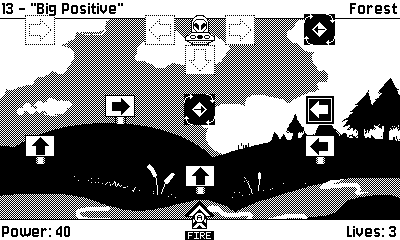 13 - "Big Positive"
Forest
FIRE
Power: 40
Lives: 3